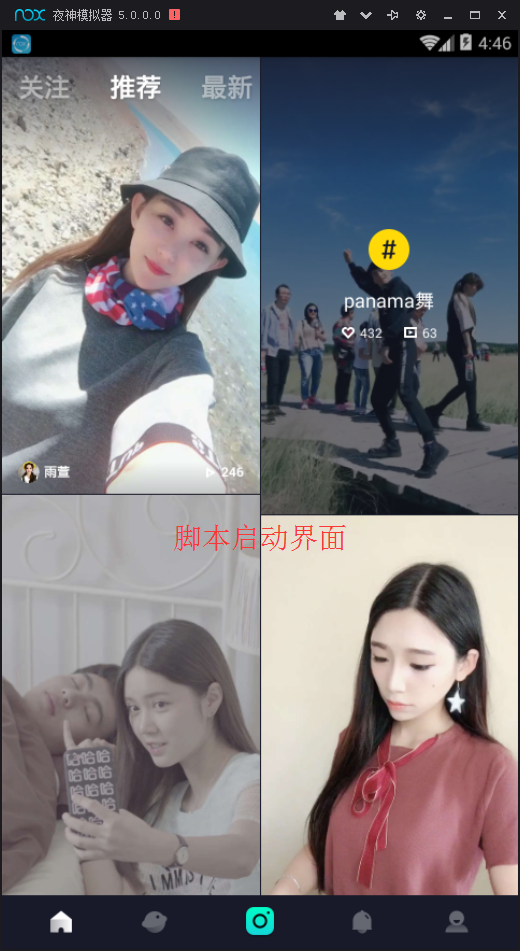 nox 夜神模拟器 5.0.0.0
4:46
关注 推荐 最新
#
panama舞
432 63
雨萱
246
脚本启动界面
哈哈哈
哈哈哈
哈哈哈
哈哈哈